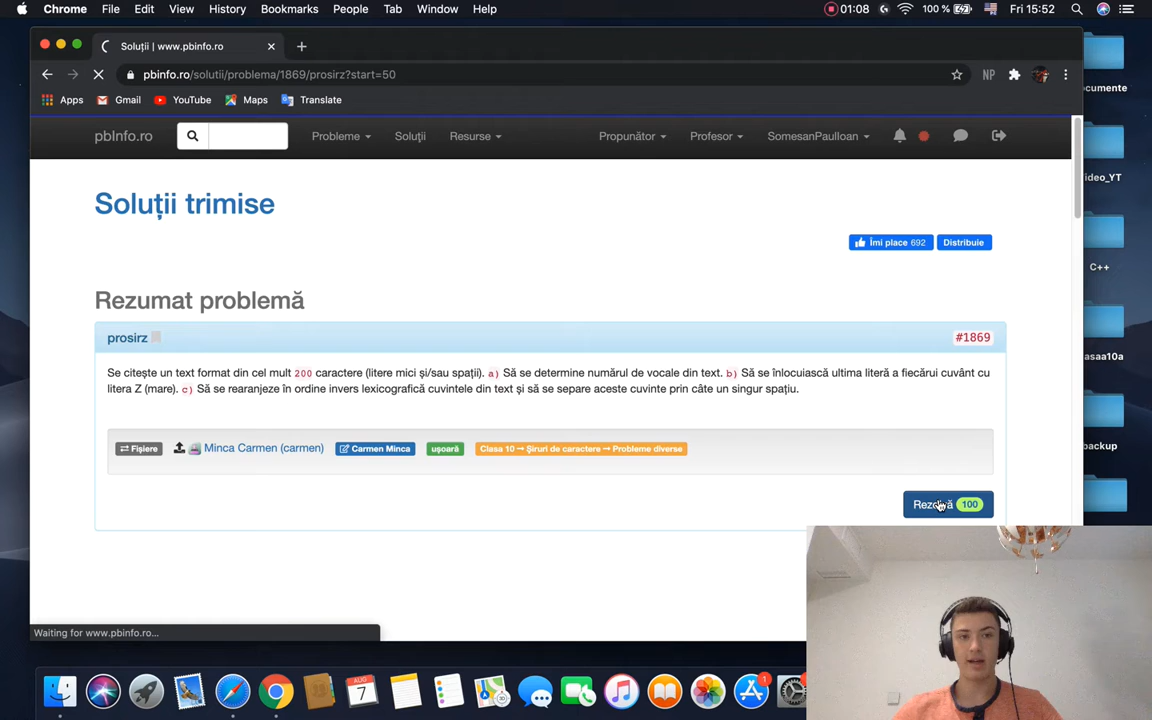 Chrome File Edit View History Bookmarks People Tab Window Help 01:08 100 % Fri 15:52
Soluții | www.pbinfo.ro
pbinfo.ro/solutii/problema/1869/prosirz?start=50 NP
Apps Gmail YouTube Maps Translate
pbInfo.ro Probleme Soluții Resurse Propunător Profesor SomesanPaulIoan
Soluții trimise
Îmi place 692 Distribuie
Rezumat problemă
prosirz #1869
Se citește un text format din cel mult 200 caractere (litere mici și/sau spații). a) Să se determine numărul de vocale din text. b) Să se înlocuiască ultima literă a fiecărui cuvânt cu
litera Z (mare). c) Să se rearanjeze în ordine invers lexicografică cuvintele din text și să se separe aceste cuvinte prin câte un singur spațiu.
Fișiere Minca Carmen (carmen) Carmen Minca ușoară Clasa 10 → Șiruri de caractere → Probleme diverse
Rezolvă 100
Waiting for www.pbinfo.ro...
ocumente
ideo_YT
C++
asaa10a
backup
AUG
7
1